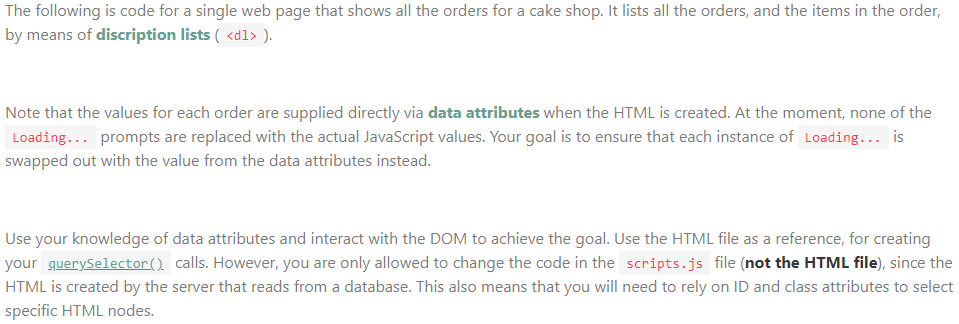 The following is code for a single web page that shows all the orders for a cake shop. It lists all the orders, and the items in the order,
by means of discription lists ( <dl> ).
Note that the values for each order are supplied directly via data attributes when the HTML is created. At the moment, none of the
Loading... prompts are replaced with the actual JavaScript values. Your goal is to ensure that each instance of Loading... is
swapped out with the value from the data attributes instead.
Use your knowledge of data attributes and interact with the DOM to achieve the goal. Use the HTML file as a reference, for creating
your querySelector() calls. However, you are only allowed to change the code in the scripts.js file (not the HTML file), since the
HTML is created by the server that reads from a database. This also means that you will need to rely on ID and class attributes to select
specific HTML nodes.